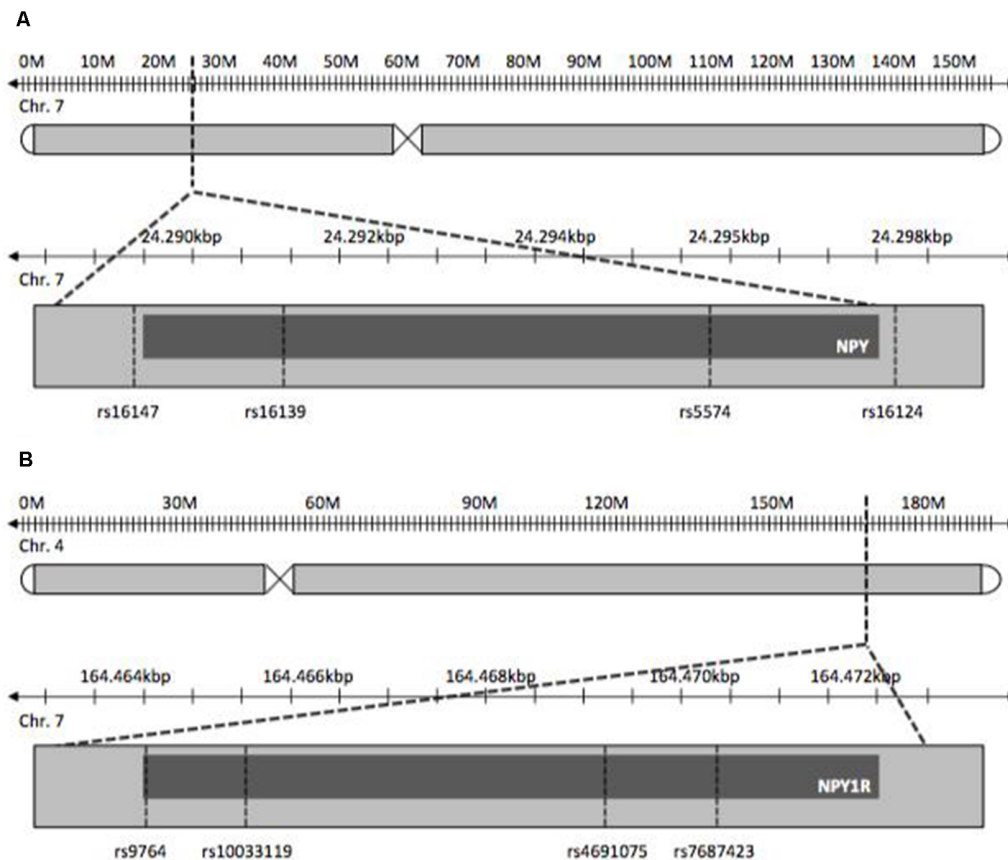 A
0M 10M 20M 30M 40M 50M 60M 70M 80M 90M 100M 110M 120M 130M 140M 150M
Chr. 7
24.290kbp 24.292kbp 24.294kbp 24.295kbp 24.298kbp
Chr. 7
NPY
rs16147 rs16139 rs5574 rs16124
B
0M 30M 60M 90M 120M 150M 180M
Chr. 4
164.464kbp 164.466kbp 164.468kbp 164.470kbp 164.472kbp
Chr. 7
NPY1R
rs9764 rs10033119 rs4691075 rs7687423